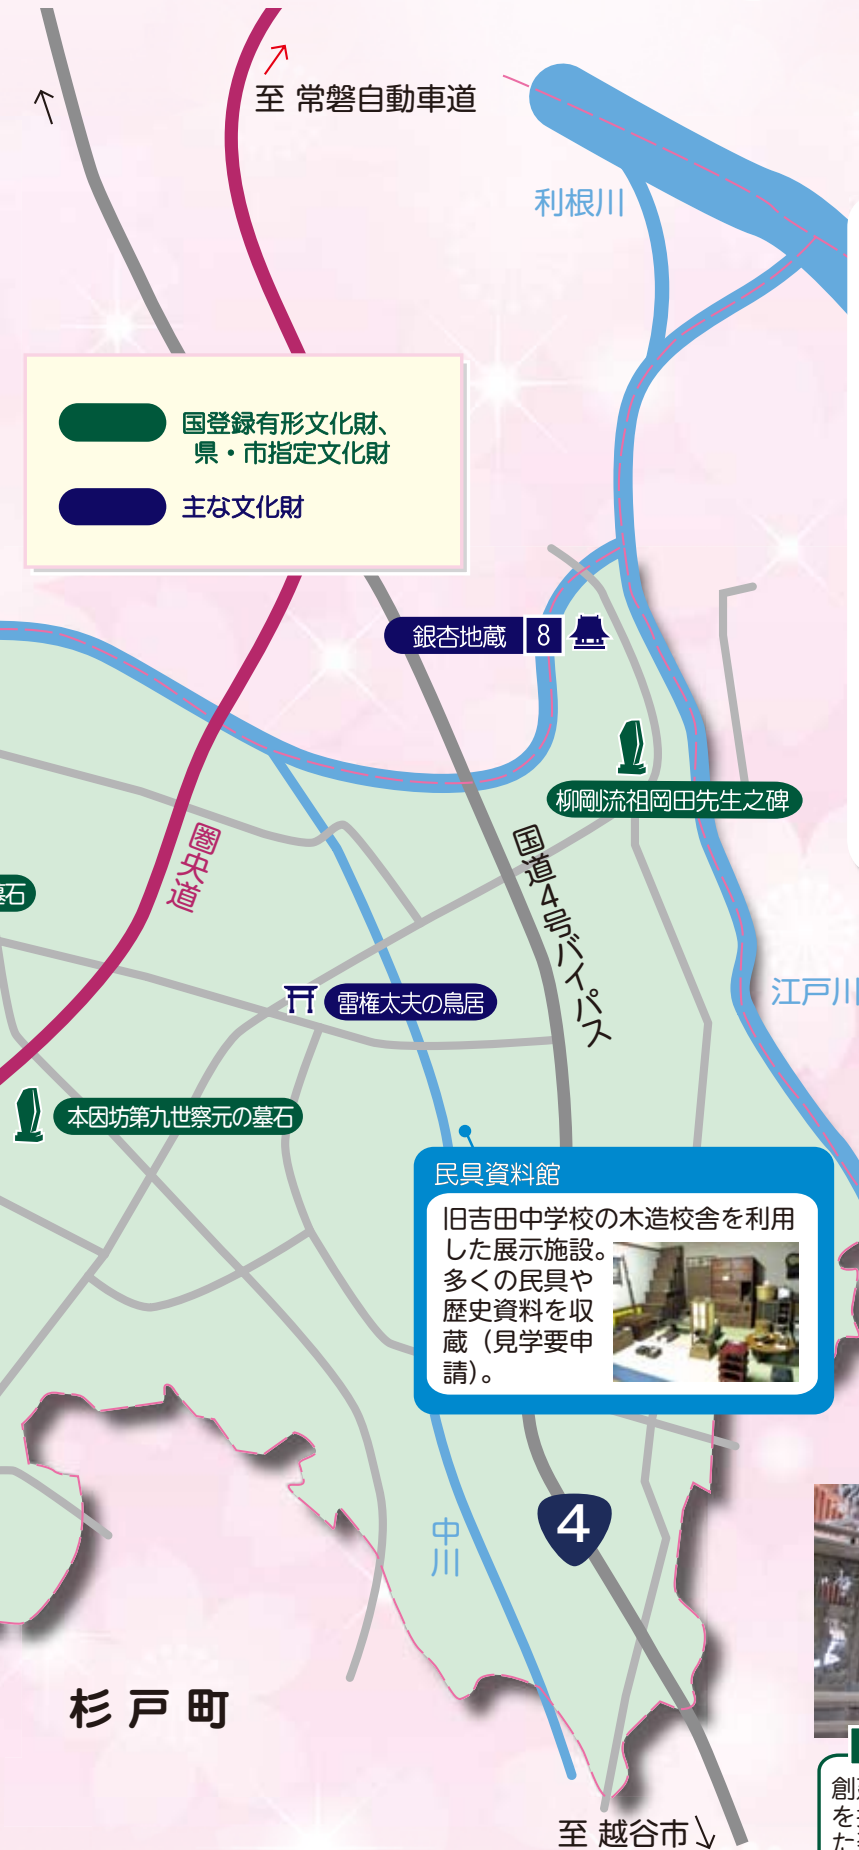 至 常磐自動車道
利根川
国登録有形文化財、
県・市指定文化財
主な文化財
銀杏地蔵 8
柳剛流祖岡田先生之碑
圏央道
国道4号バイパス
墓石
江戸川
雷権太夫の鳥居
本因坊第九世察元の墓石
民具資料館
旧吉田中学校の木造校舎を利用
した展示施設。
多くの民具や
歴史資料を収
蔵（見学要申
請）。
4
中川
杉戸町
至 越谷市
創
を
た